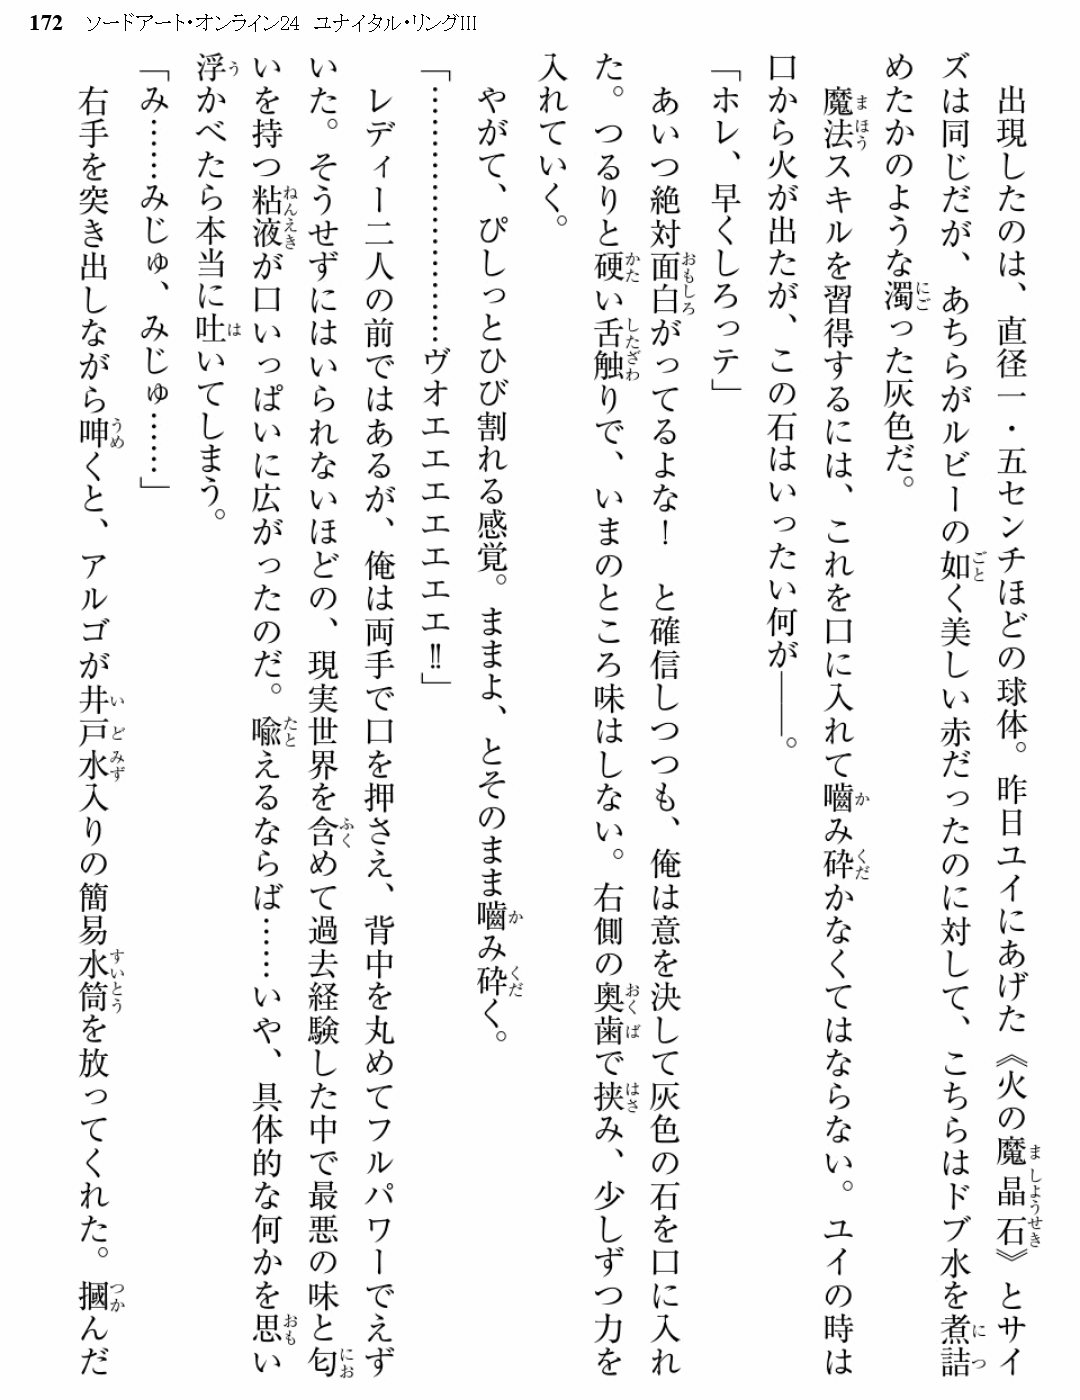 172 ソードアート・オンライン24 ユナイタル・リングIII
出現したのは、直径一・五センチほどの球体。昨日ユイにあげた《火の魔晶石》とサイ
ズは同じだが、あちらがルビーの如く美しい赤だったのに対して、こちらはドブ水を煮詰
めたかのような濁った灰色だ。
魔法スキルを習得するには、これを口に入れて嚙み砕かなくてはならない。ユイの時は
口から火が出たが、この石はいったい何が――。
「ホレ、早くしろっテ」
あいつ絶対面白がってるよな！　と確信しつつも、俺は意を決して灰色の石を口に入れ
た。つるりと硬い舌触りで、いまのところ味はしない。右側の奥歯で挟み、少しずつ力を
入れていく。
やがて、ぴしっとひび割れる感覚。ままよ、とそのまま嚙み砕く。
「……………………ヴオエエエエエエエ‼」
レディー二人の前ではあるが、俺は両手で口を押さえ、背中を丸めてフルパワーでえず
いた。そうせずにはいられないほどの、現実世界を含めて過去経験した中で最悪の味と匂
いを持つ粘液が口いっぱいに広がったのだ。喩えるならば……いや、具体的な何かを思い
浮かべたら本当に吐いてしまう。
「み……みじゅ、みじゅ……」
右手を突き出しながら呻くと、アルゴが井戸水入りの簡易水筒を放ってくれた。摑んだ